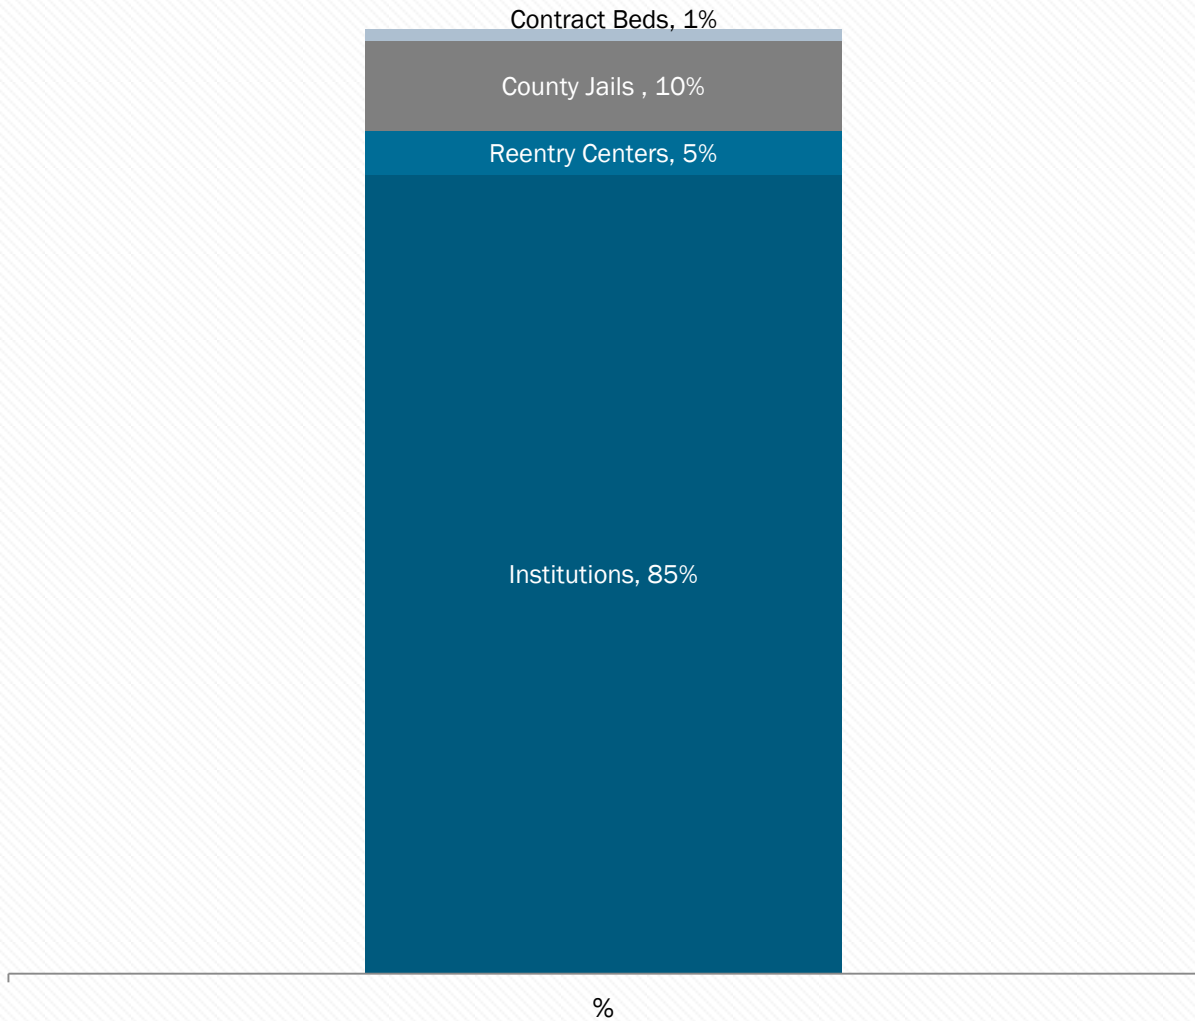 Contract Beds, 1%
County Jails , 10%
Reentry Centers, 5%
Institutions, 85%
%